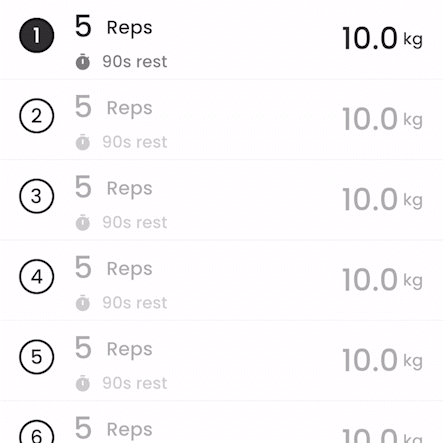 1 5 Reps 10.0 kg
90s rest
2 5 Reps 10.0 kg
90s rest
3 5 Reps 10.0 kg
90s rest
4 5 Reps 10.0 kg
90s rest
5 5 Reps 10.0 kg
90s rest
6 5 Reps 10.0 kg